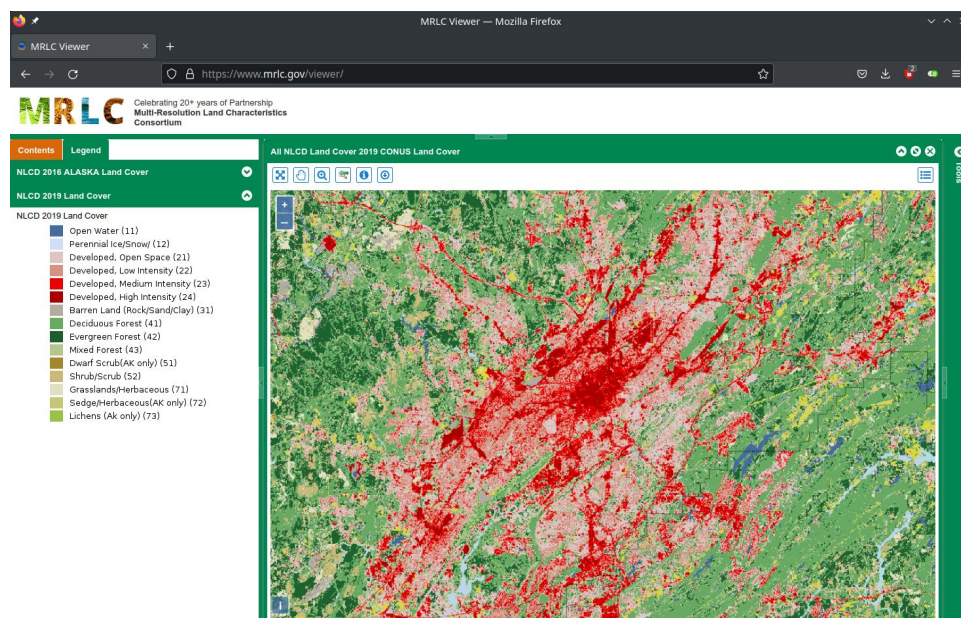 MRLC Viewer — Mozilla Firefox
MRLC Viewer
https://www.mrlc.gov/viewer/
2
MRLC
Celebrating 20+ years of Partnership
Multi-Resolution Land Characteristics
Consortium
Contents
Legend
All NLCD Land Cover 2019 CONUS Land Cover
Tools
NLCD 2016 ALASKA Land Cover
NLCD 2019 Land Cover
NLCD 2019 Land Cover
Open Water (11)
Perennial Ice/Snow/ (12)
Developed, Open Space (21)
Developed, Low Intensity (22)
Developed, Medium Intensity (23)
Developed, High Intensity (24)
Barren Land (Rock/Sand/Clay) (31)
Deciduous Forest (41)
Evergreen Forest (42)
Mixed Forest (43)
Dwarf Scrub(AK only) (51)
Shrub/Scrub (52)
Grasslands/Herbaceous (71)
Sedge/Herbaceous(AK only) (72)
Lichens (Ak only) (73)